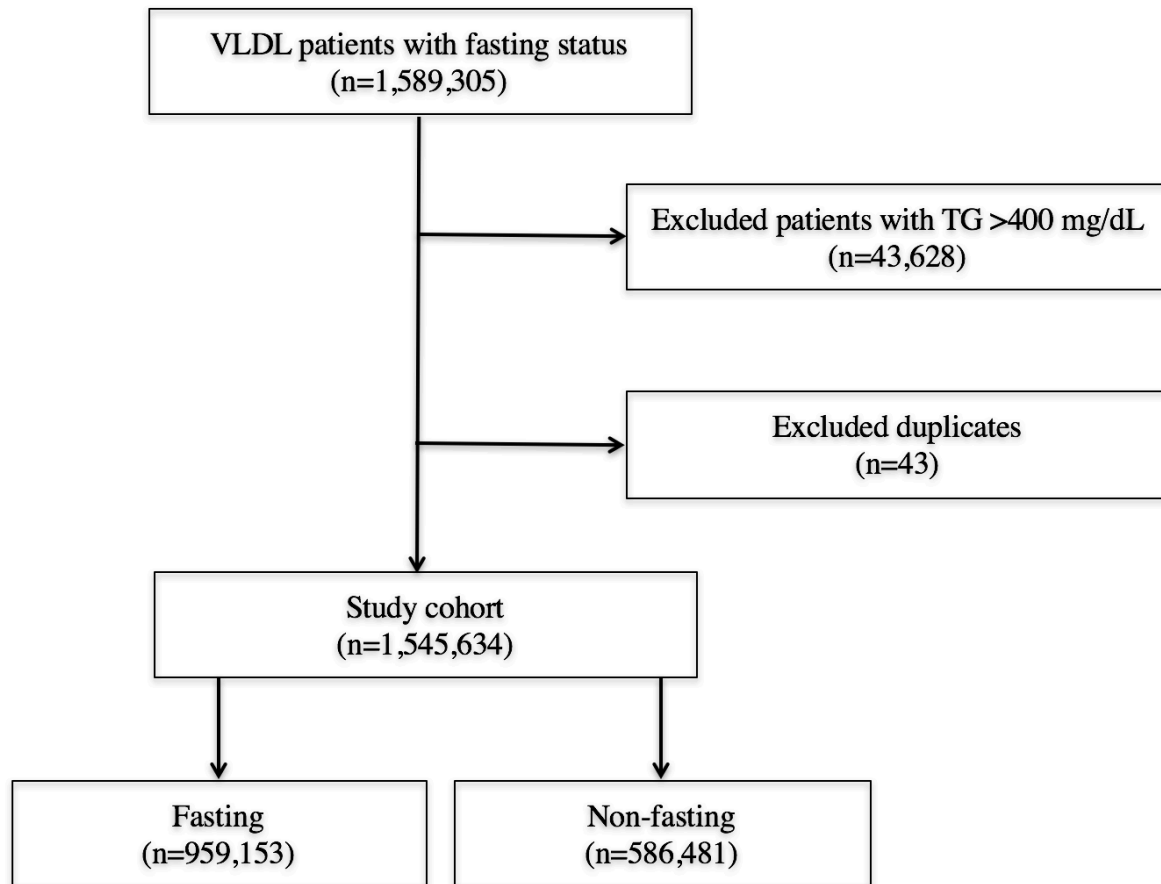 VLDL patients with fasting status
(n=1,589,305)
Excluded patients with TG >400 mg/dL
(n=43,628)
Excluded duplicates
(n=43)
Study cohort
(n=1,545,634)
Fasting
(n=959,153)
Non-fasting
(n=586,481)